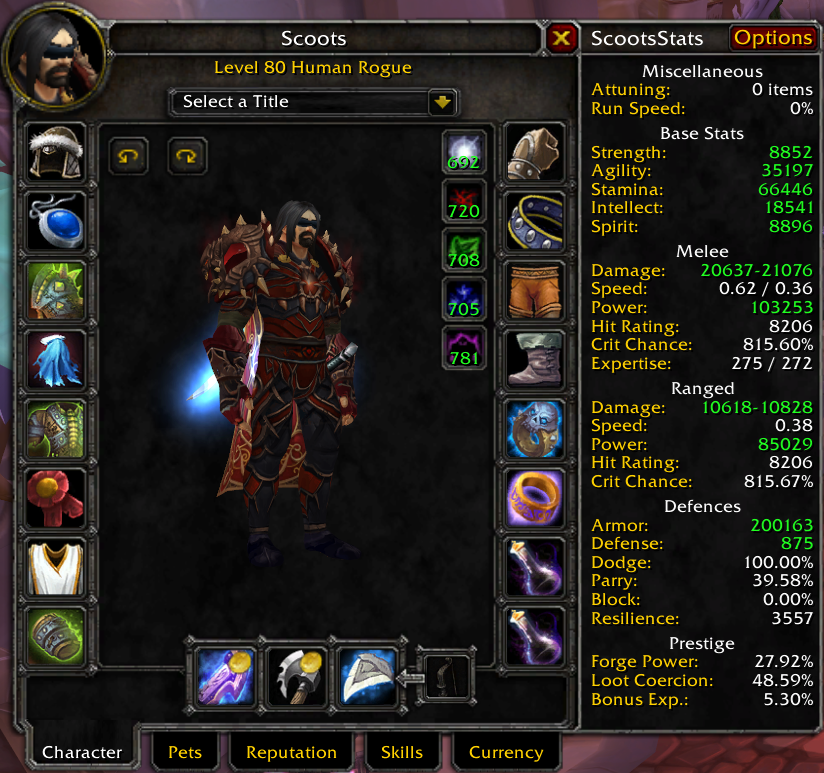 Scoots
Level 80 Human Rogue
Select a Title
692
720
708
705
781
Character
Pets
Reputation
Skills
Currency
ScootsStats
Options
Miscellaneous
Attuning: 0 items
Run Speed: 0%
Base Stats
Strength: 8852
Agility: 35197
Stamina: 66446
Intellect: 18541
Spirit: 8896
Melee
Damage: 20637-21076
Speed: 0.62 / 0.36
Power: 103253
Hit Rating: 8206
Crit Chance: 815.60%
Expertise: 275 / 272
Ranged
Damage: 10618-10828
Speed: 0.38
Power: 85029
Hit Rating: 8206
Crit Chance: 815.67%
Defences
Armor: 200163
Defense: 875
Dodge: 100.00%
Parry: 39.58%
Block: 0.00%
Resilience: 3557
Prestige
Forge Power: 27.92%
Loot Coercion: 48.59%
Bonus Exp.: 5.30%